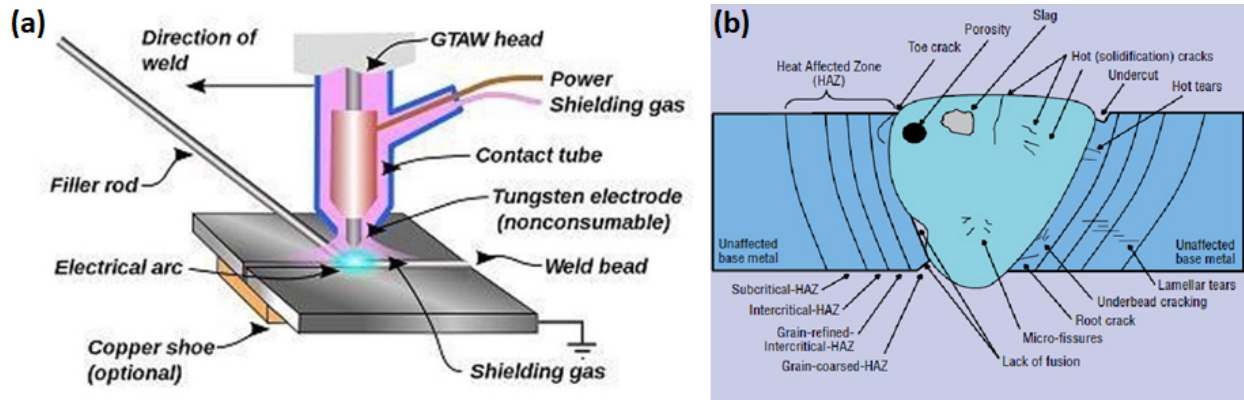 (a)
Direction of
weld
GTAW head
Power
Shielding gas
Contact tube
Filler rod
Tungsten electrode
(nonconsumable)
Electrical arc
Weld bead
Copper shoe
(optional)
Shielding gas
(b)
Slag
Porosity
Toe crack
Hot (solidification) cracks
Heat Affected Zone
(HAZ)
Undercut
Hot tears
Unaffected
base metal
Unaffected
base metal
Subcritical-HAZ
Intercritical-HAZ
Grain-refined-
Intercritical-HAZ
Grain-coarsed-HAZ
Lack of fusion
Micro-fissures
Root crack
Underbead cracking
Lamellar tears